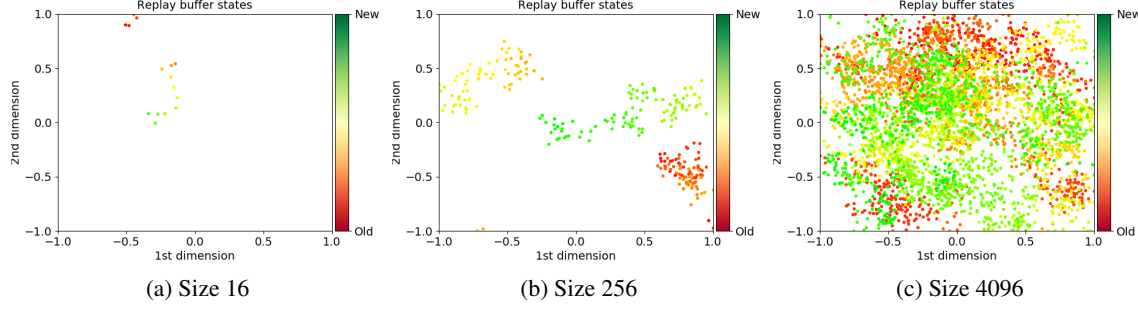 Replay buffer states
1.0
0.5
0.0
−0.5
−1.0
2nd dimension
−1.0
−0.5
0.0
0.5
1.0
1st dimension
New
Old
(a) Size 16
Replay buffer states
1.0
0.5
0.0
−0.5
−1.0
2nd dimension
−1.0
−0.5
0.0
0.5
1.0
1st dimension
New
Old
(b) Size 256
Replay buffer states
1.0
0.5
0.0
−0.5
−1.0
2nd dimension
−1.0
−0.5
0.0
0.5
1.0
1st dimension
New
Old
(c) Size 4096